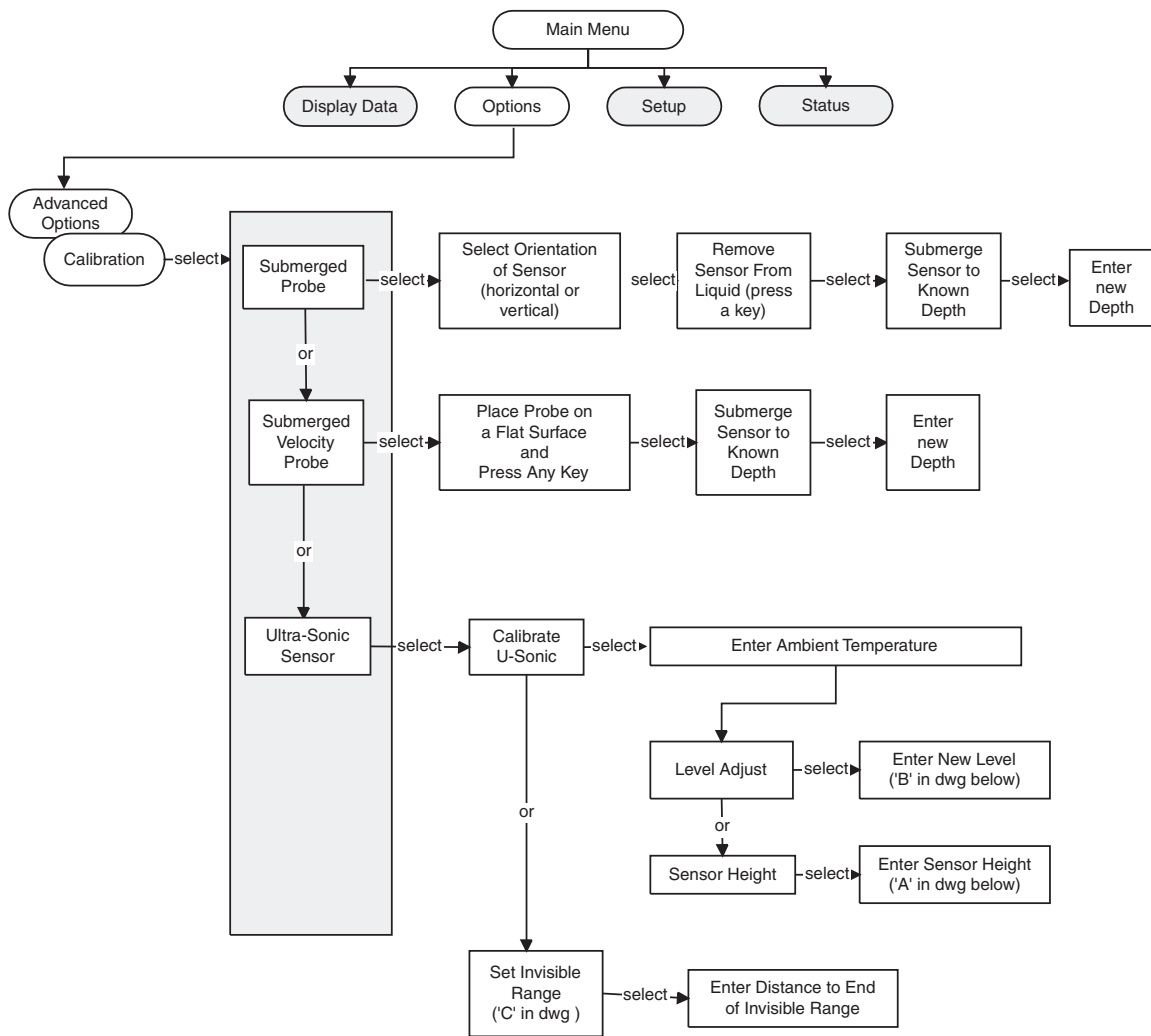 Main Menu
Display Data
Options
Setup
Status
Advanced
Options
Calibration
select
Submerged
Probe
select
Select Orientation
of Sensor
(horizontal or
vertical)
select
Remove
Sensor From
Liquid (press
a key)
select
Submerge
Sensor to
Known
Depth
select
Enter
new
Depth
or
Submerged
Velocity
Probe
select
Place Probe on
a Flat Surface
and
Press Any Key
select
Submerge
Sensor to
Known
Depth
select
Enter
new
Depth
or
Ultra-Sonic
Sensor
select
Calibrate
U-Sonic
select
Enter Ambient Temperature
Level Adjust
select
Enter New Level
('B' in dwg below)
or
or
Sensor Height
select
Enter Sensor Height
('A' in dwg below)
Set Invisible
Range
('C' in dwg )
select
Enter Distance to End
of Invisible Range